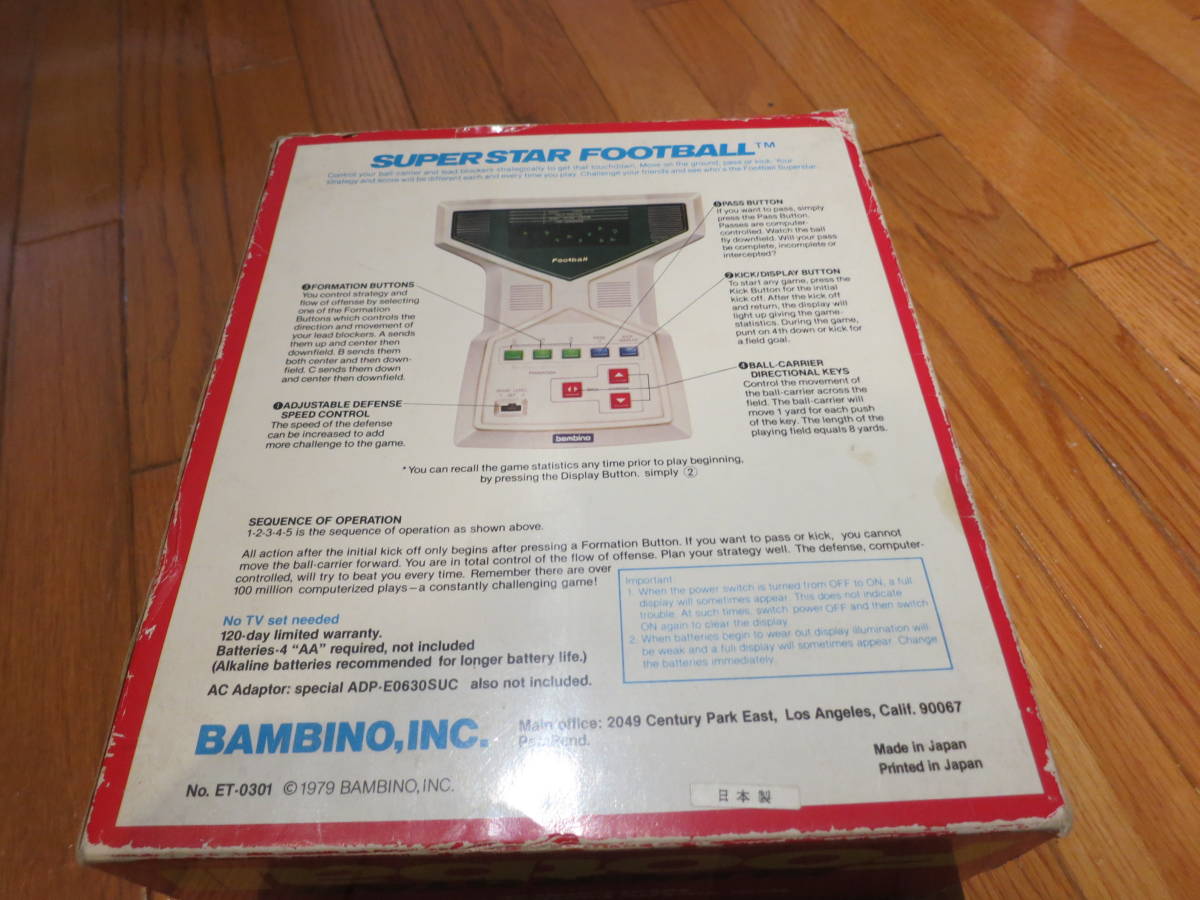 SUPER STAR FOOTBALL™
Control your ball-carrier and lead blockers strategically to get that touchdown. Move on the ground, pass or kick. Your
strategy and score will be different each and every time you play. Challenge your friends and see who's the Football Superstar.
⑤PASS BUTTON
If you want to pass, simply
press the Pass Button.
Passes are computer-
controlled. Watch the ball
fly downfield. Will your pass
be complete, incomplete or
intercepted?
Football
②KICK/DISPLAY BUTTON
To start any game, press the
Kick Button for the initial
kick off. After the kick off
and return, the display will
light up giving the game
statistics. During the game,
punt on 4th down or kick for
a field goal.
③FORMATION BUTTONS
You control strategy and
flow of offense by selecting
one of the Formation
Buttons which controls the
direction and movement of
your lead blockers. A sends
them up and center then
downfield. B sends them
both center and then down-
field. C sends them down
and center then downfield.
④BALL-CARRIER
DIRECTIONAL KEYS
Control the movement of
the ball-carrier across the
field. The ball-carrier will
move 1 yard for each push
of the key. The length of the
playing field equals 8 yards.
①ADJUSTABLE DEFENSE
SPEED CONTROL
The speed of the defense
can be increased to add
more challenge to the game.
FORMATION
bambino
*You can recall the game statistics any time prior to play beginning,
by pressing the Display Button. simply ②
SEQUENCE OF OPERATION
1-2-3-4-5 is the sequence of operation as shown above.
All action after the initial kick off only begins after pressing a Formation Button. If you want to pass or kick, you cannot
move the ball-carrier forward. You are in total control of the flow of offense. Plan your strategy well. The defense, computer-
controlled, will try to beat you every time. Remember there are over
100 million computerized plays—a constantly challenging game!
Important
1. When the power switch is turned from OFF to ON, a full
display will sometimes appear. This does not indicate
trouble. At such times, switch power OFF and then switch
ON again to clear the display.
2. When batteries begin to wear out display illumination will
be weak and a full display will sometimes appear. Change
the batteries immediately.
No TV set needed
120-day limited warranty.
Batteries-4 "AA" required, not included
(Alkaline batteries recommended for longer battery life.)
AC Adaptor: special ADP-E0630SUC also not included.
BAMBINO, INC.
Main office: 2049 Century Park East, Los Angeles, Calif. 90067
Pend.
Made in Japan
Printed in Japan
No. ET-0301 ©1979 BAMBINO, INC.
日本製